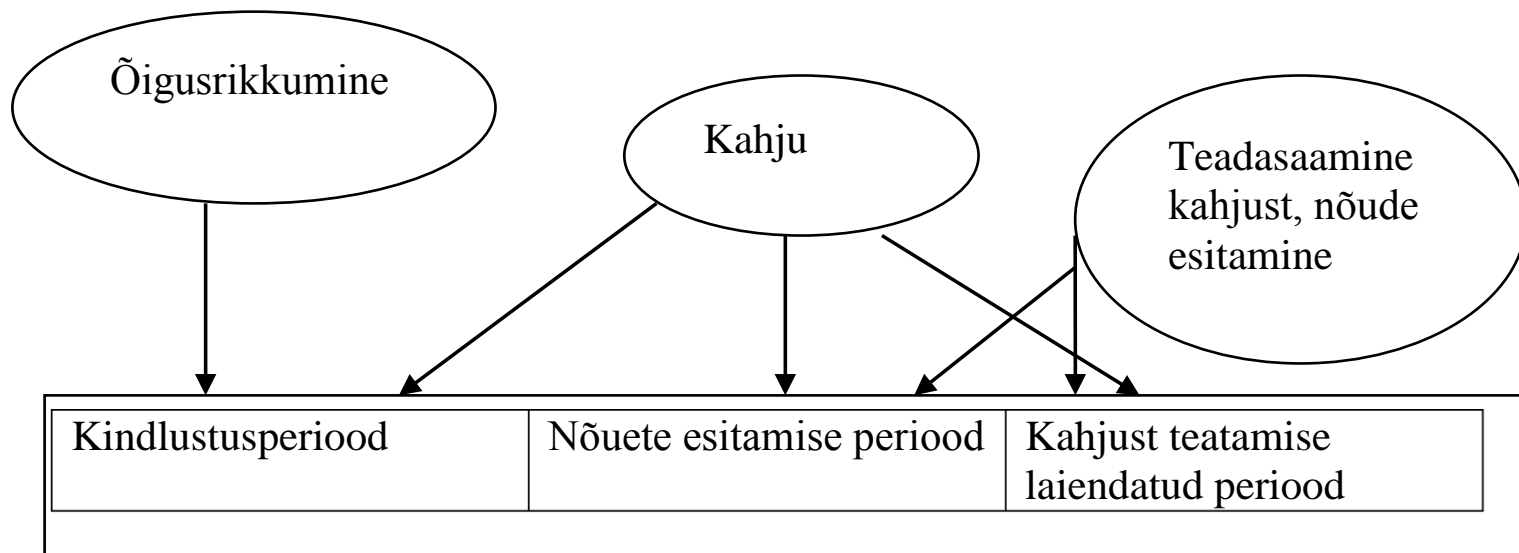 Õigusrikkumine
Kahju
Teadasaamine
kahjust, nõude
esitamine
Kindlustusperiood
Nõuete esitamise periood
Kahjust teatamise
laiendatud periood